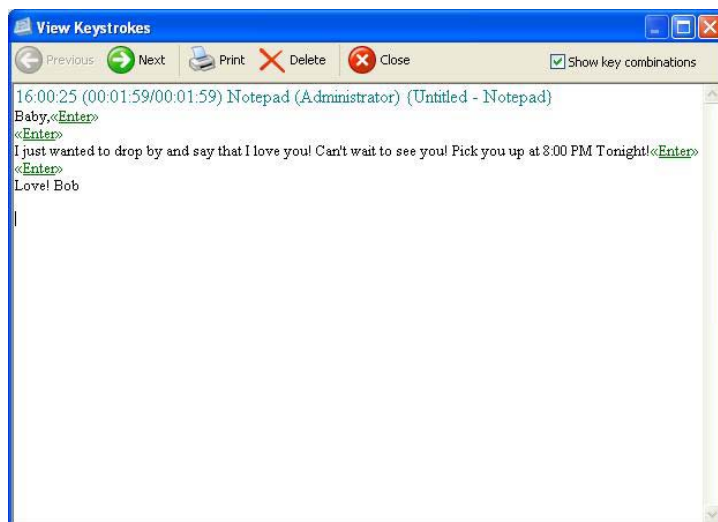 View Keystrokes
Previous Next Print Delete Close Show key combinations
16:00:25 (00:01:59/00:01:59) Notepad (Administrator) {Untitled - Notepad}
Baby,«Enter»
«Enter»
I just wanted to drop by and say that I love you! Can't wait to see you! Pick you up at 8:00 PM Tonight!«Enter»
«Enter»
Love! Bob